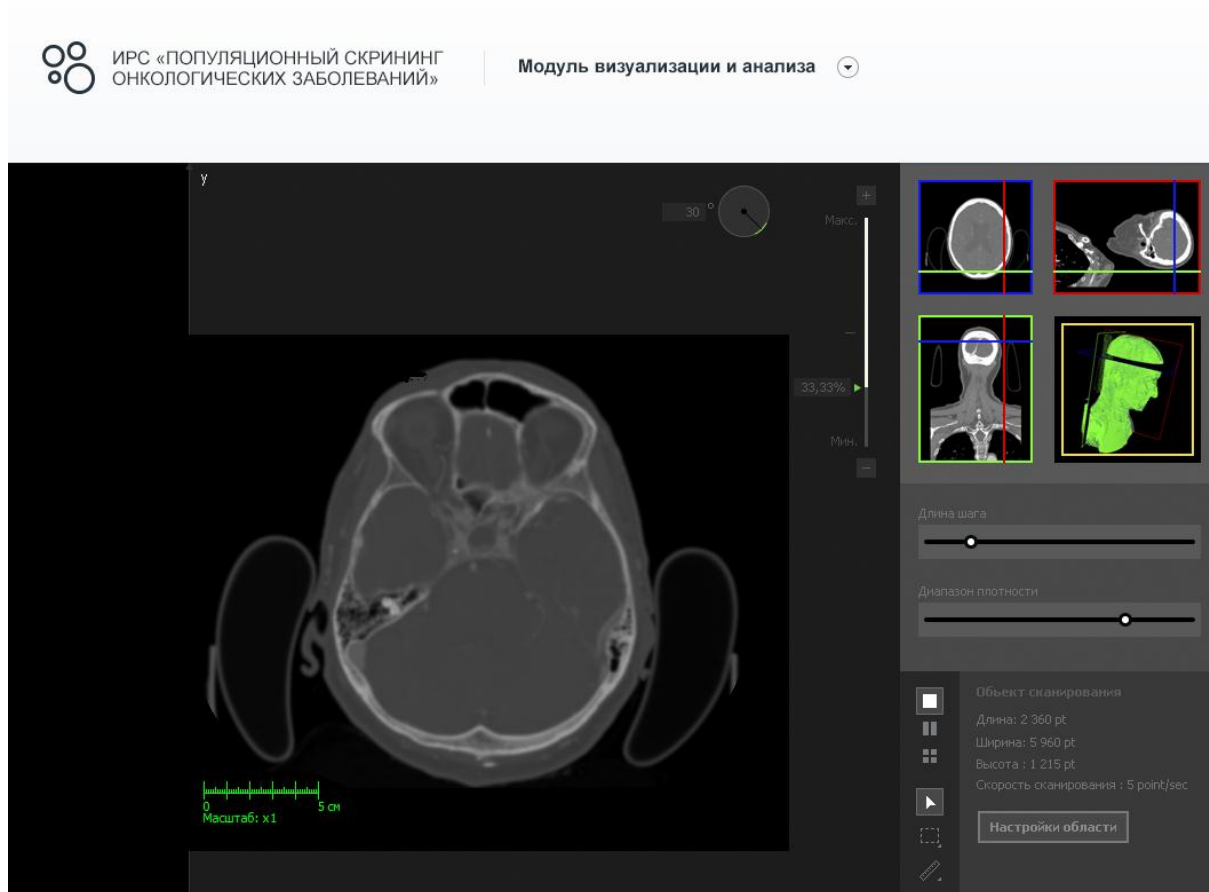 ИРС «ПОПУЛЯЦИОННЫЙ СКРИНИНГ
ОНКОЛОГИЧЕСКИХ ЗАБОЛЕВАНИЙ»
Модуль визуализации и анализа
y
30 °
Макс.
33,33%
Мин.
0 5 см
Масштаб: x1
Длина шага
Диапазон плотности
Объект сканирования
Длина: 2 360 pt
Ширина: 5 960 pt
Высота : 1 215 pt
Скорость сканирования : 5 point/sec
Настройки области